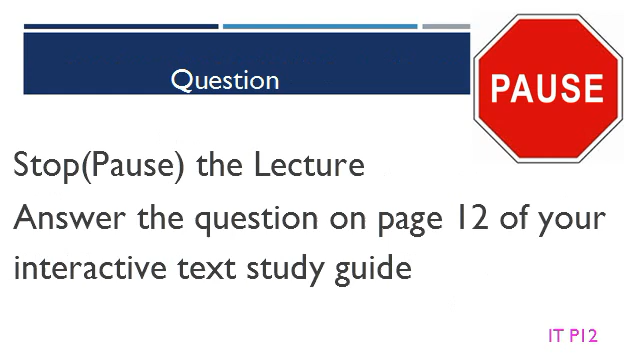 Question
PAUSE
Stop(Pause) the Lecture
Answer the question on page 12 of your
interactive text study guide
IT P12